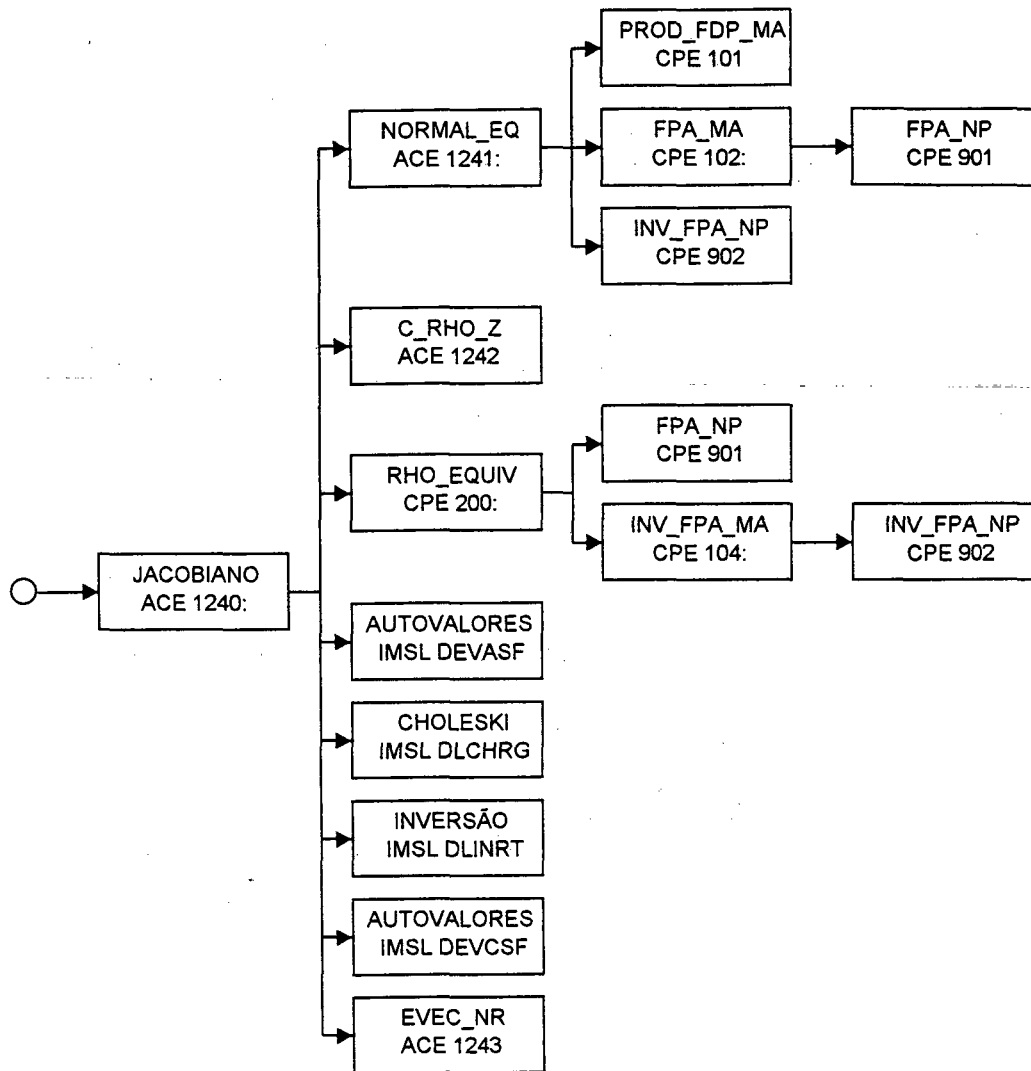 PROD_FDP_MA
CPE 101
NORMAL_EQ
ACE 1241:
FPA_MA
CPE 102:
FPA_NP
CPE 901
INV_FPA_NP
CPE 902
C_RHO_Z
ACE 1242
RHO_EQUIV
CPE 200:
FPA_NP
CPE 901
INV_FPA_MA
CPE 104:
INV_FPA_NP
CPE 902
JACOBIANO
ACE 1240:
AUTOVALORES
IMSL DEVASF
CHOLESKI
IMSL DLCHRG
INVERSÃO
IMSL DLINRT
AUTOVALORES
IMSL DEVCSF
EVEC_NR
ACE 1243